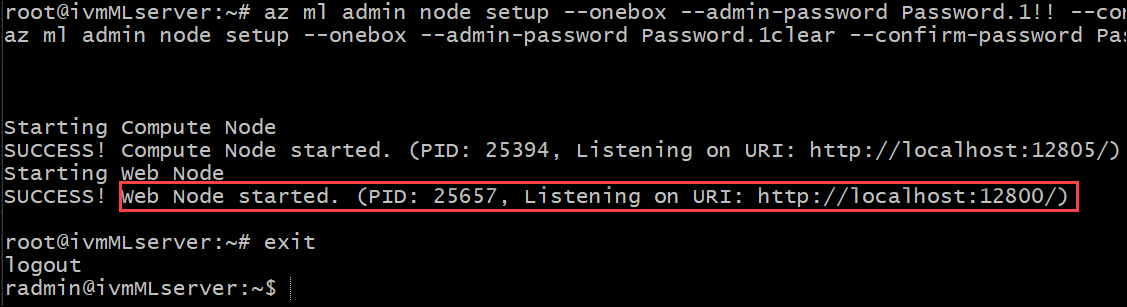 root@ivmMLserver:~# az ml admin node setup --onebox --admin-password Password.1!! --con
az ml admin node setup --onebox --admin-password Password.1clear --confirm-password Pas
Starting Compute Node
SUCCESS! Compute Node started. (PID: 25394, Listening on URI: http://localhost:12805/)
Starting Web Node
SUCCESS! Web Node started. (PID: 25657, Listening on URI: http://localhost:12800/)
root@ivmMLserver:~# exit
logout
radmin@ivmMLserver:~$